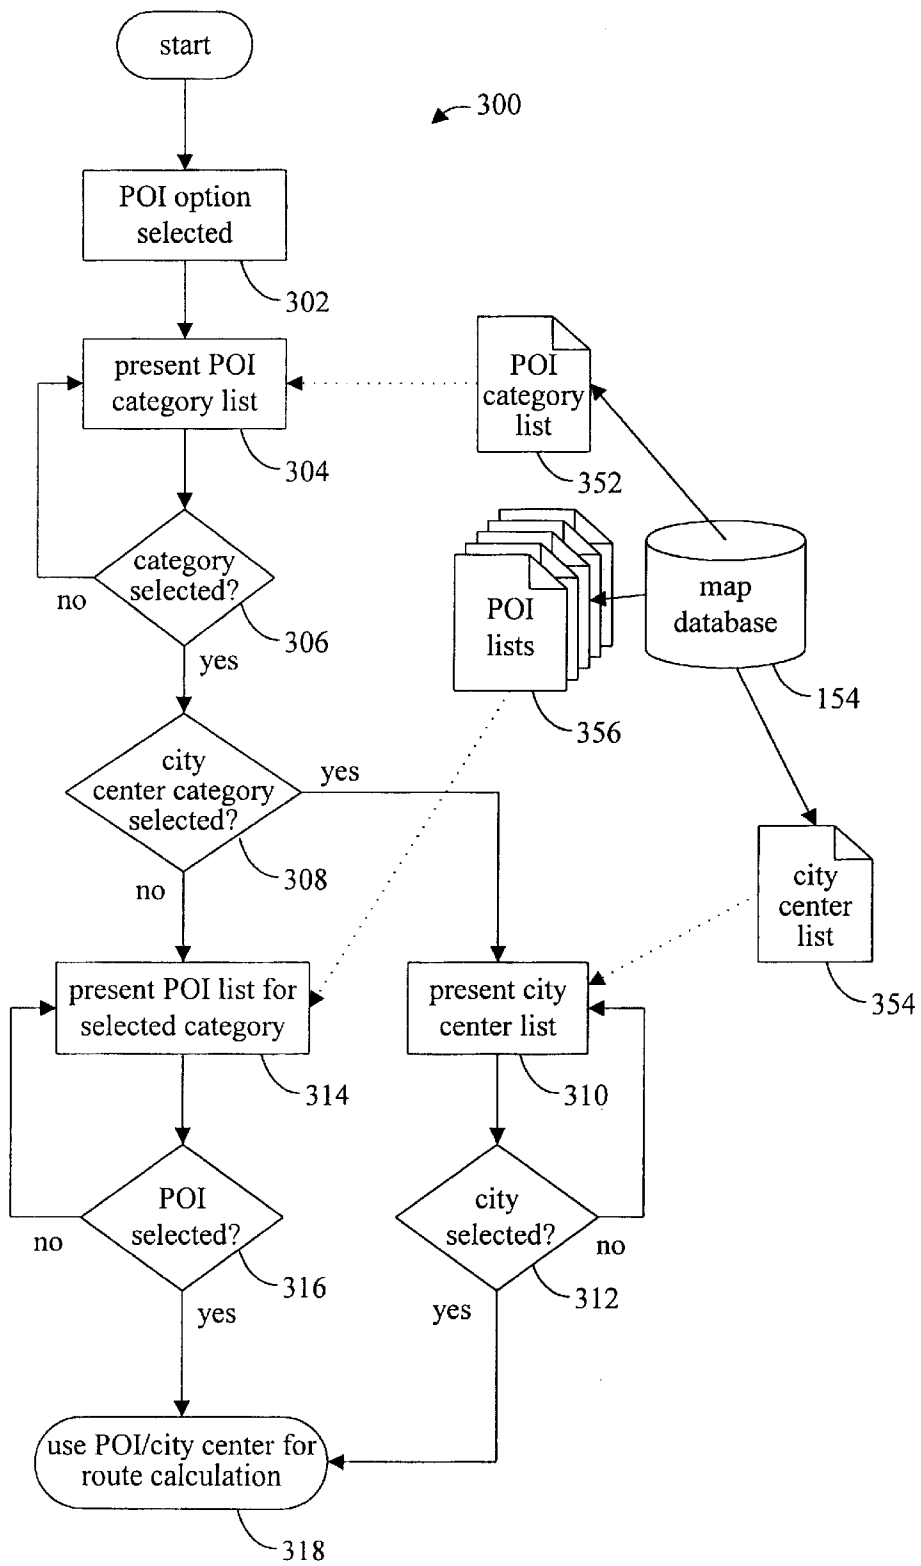 start
300
POI option
selected
302
present POI
category list
304
POI
category
list
352
category
selected?
no
306
yes
POI
lists
356
map
database
154
city
center category
selected?
yes
308
no
city
center
list
354
present POI list for
selected category
314
present city
center list
310
POI
selected?
no
316
yes
city
selected?
no
312
yes
use POI/city center for
route calculation
318